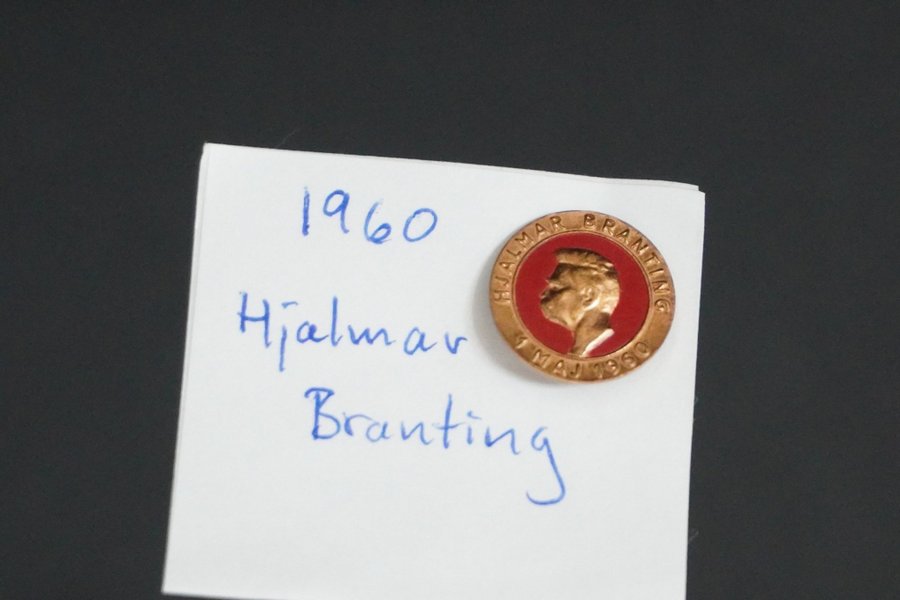 1960
Hjalmar
Branting
HJALMAR BRANTING
1 MAJ 1960